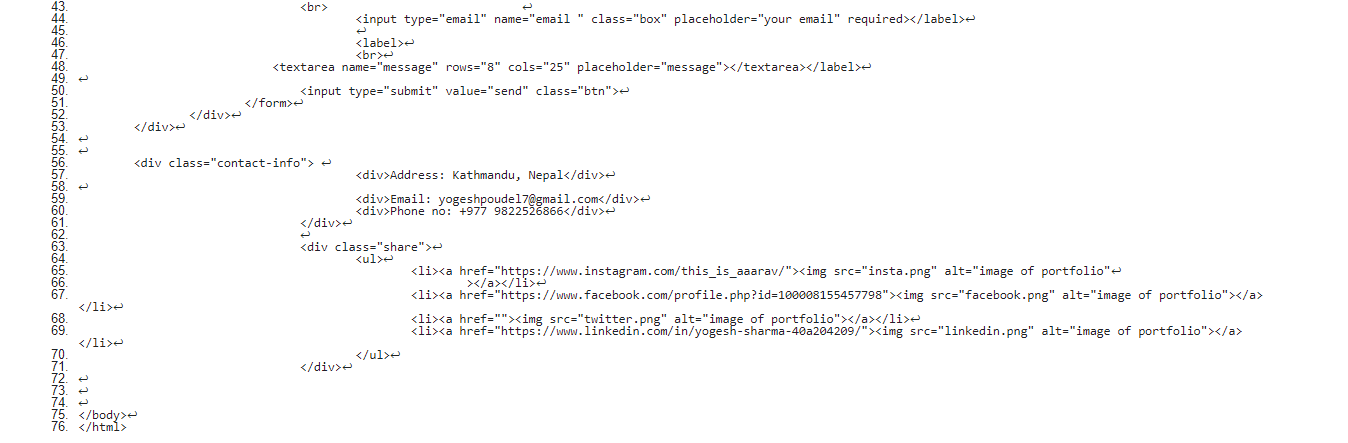 43. <br> ↩
44. <input type="email" name="email " class="box" placeholder="your email" required></label>↩
45. ↩
46. <label>↩
47. <br>↩
48. <textarea name="message" rows="8" cols="25" placeholder="message"></textarea></label>↩
49. ↩
50. <input type="submit" value="send" class="btn">↩
51. </form>↩
52. </div>↩
53. </div>↩
54. ↩
55. ↩
56. <div class="contact-info"> ↩
57. <div>Address: Kathmandu, Nepal</div>↩
58. ↩
59. <div>Email: yogeshpoudel7@gmail.com</div>↩
60. <div>Phone no: +977 9822526866</div>↩
61. </div>↩
62. ↩
63. <div class="share">↩
64. <ul>↩
65. <li><a href="https://www.instagram.com/this_is_aaarav/"><img src="insta.png" alt="image of portfolio"↩
66. ></a></li>↩
67. <li><a href="https://www.facebook.com/profile.php?id=100008155457798"><img src="facebook.png" alt="image of portfolio"></a>
</li>↩
68. <li><a href=""><img src="twitter.png" alt="image of portfolio"></a></li>↩
69. <li><a href="https://www.linkedin.com/in/yogesh-sharma-40a204209/"><img src="linkedin.png" alt="image of portfolio"></a>
</li>↩
70. </ul>↩
71. </div>↩
72. ↩
73. ↩
74. ↩
75. </body>↩
76. </html>